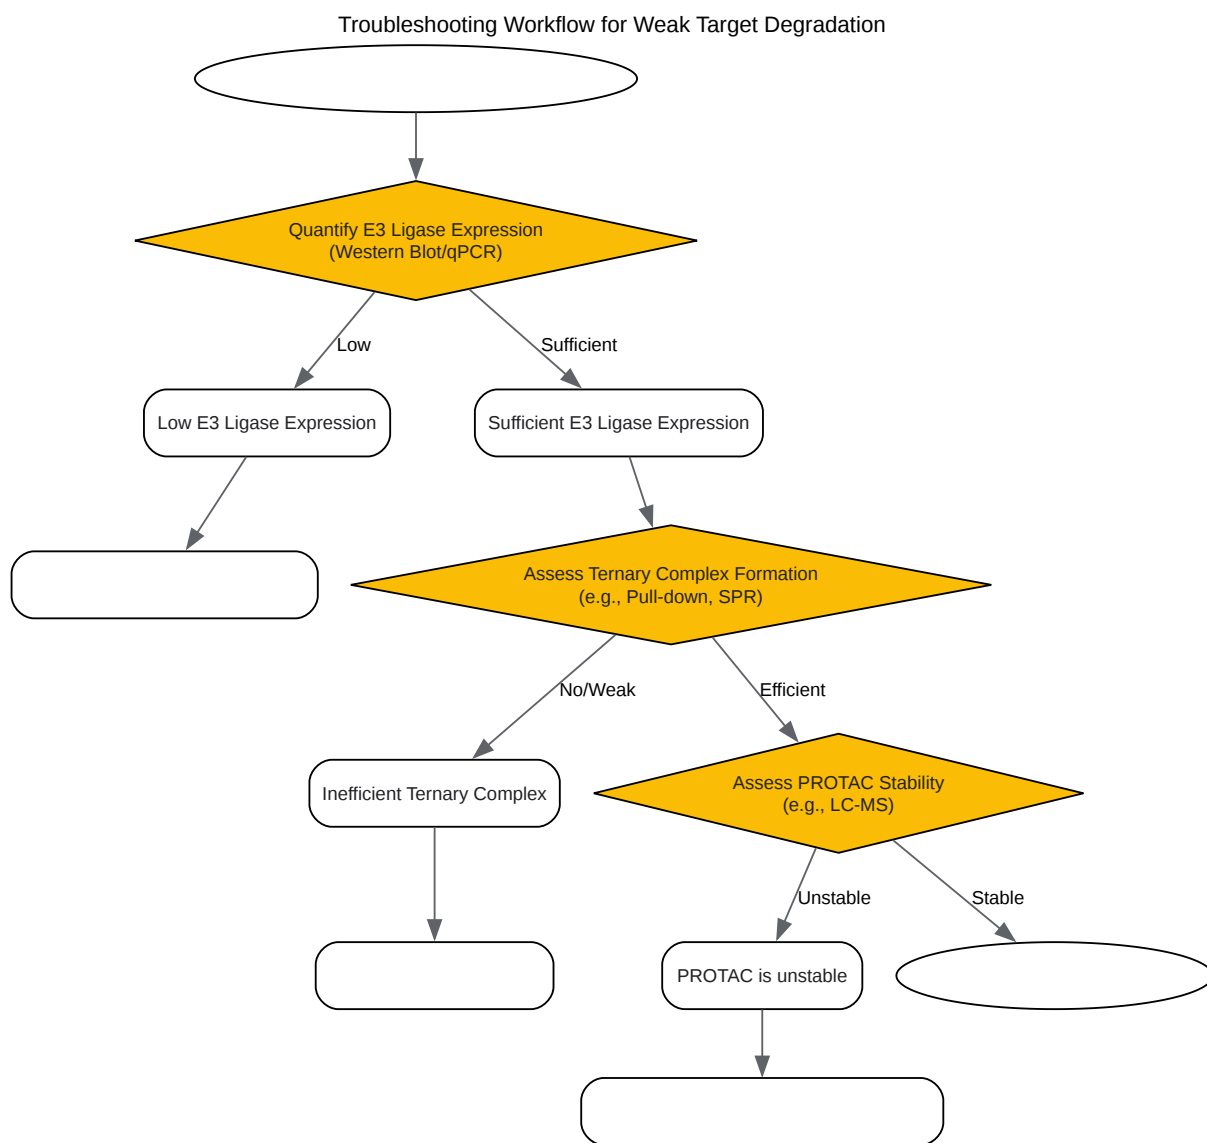 Troubleshooting Workflow for Weak Target Degradation
Quantify E3 Ligase Expression
(Western Blot/qPCR)
Low
Sufficient
Low E3 Ligase Expression
Sufficient E3 Ligase Expression
Assess Ternary Complex Formation
(e.g., Pull-down, SPR)
No/Weak
Efficient
Inefficient Ternary Complex
Assess PROTAC Stability
(e.g., LC-MS)
Unstable
Stable
PROTAC is unstable